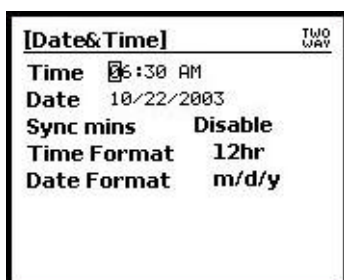 [Date&Time] TWO WAY
Time 06:30 AM
Date 10/22/2003
Sync mins Disable
Time Format 12hr
Date Format m/d/y